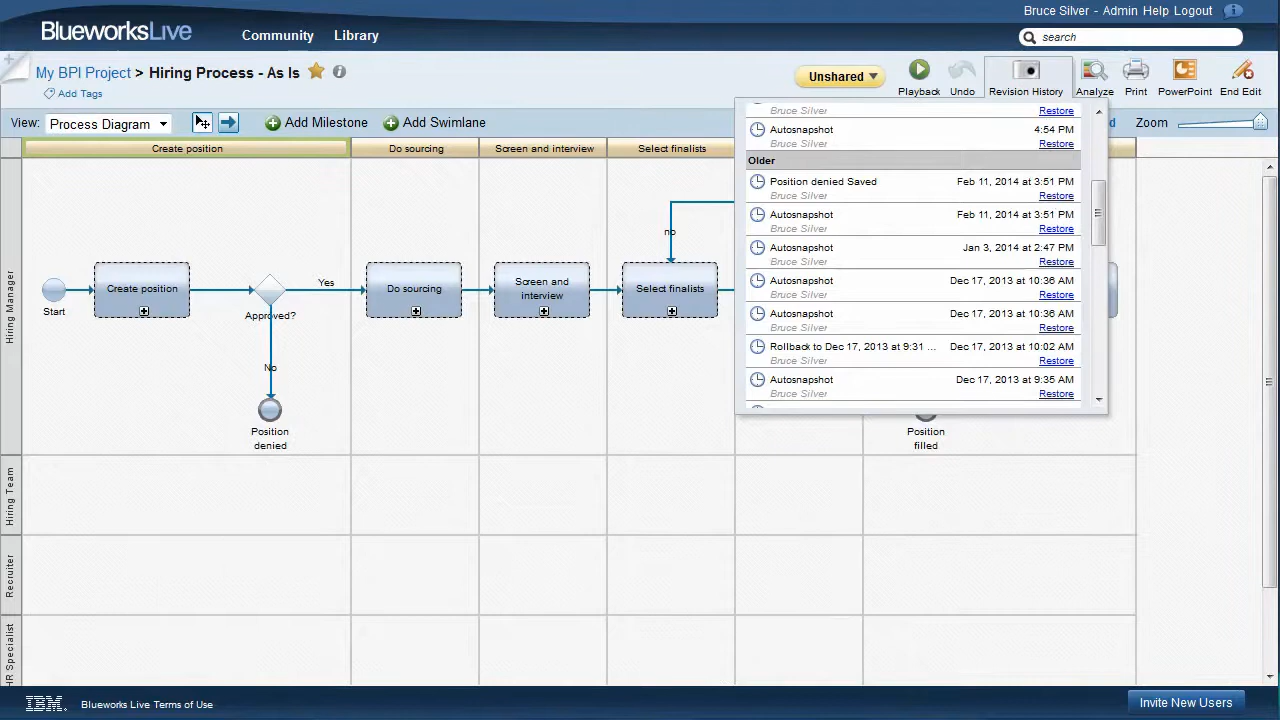 Bruce Silver - Admin Help Logout
BlueworksLive
Community
Library
search
My BPI Project > Hiring Process - As Is
Add Tags
Unshared
Playback
Undo
Revision History
Analyze
Print
PowerPoint
End Edit
View:
Process Diagram
Add Milestone
Add Swimlane
Zoom
Create position
Do sourcing
Screen and interview
Select finalists
Bruce Silver
Restore
Autosnapshot
4:54 PM
Bruce Silver
Restore
Older
Position denied Saved
Feb 11, 2014 at 3:51 PM
Bruce Silver
Restore
Autosnapshot
Feb 11, 2014 at 3:51 PM
Bruce Silver
Restore
Autosnapshot
Jan 3, 2014 at 2:47 PM
Bruce Silver
Restore
Autosnapshot
Dec 17, 2013 at 10:36 AM
Bruce Silver
Restore
Autosnapshot
Dec 17, 2013 at 10:36 AM
Bruce Silver
Restore
Rollback to Dec 17, 2013 at 9:31 ...
Dec 17, 2013 at 10:02 AM
Bruce Silver
Restore
Autosnapshot
Dec 17, 2013 at 9:35 AM
Bruce Silver
Restore
Hiring Manager
Start
Create position
Approved?
Yes
No
Position
denied
Do sourcing
Screen and
interview
no
Select finalists
Position
filled
Hiring Team
Recruiter
HR Specialist
IBM.
Blueworks Live Terms of Use
Invite New Users